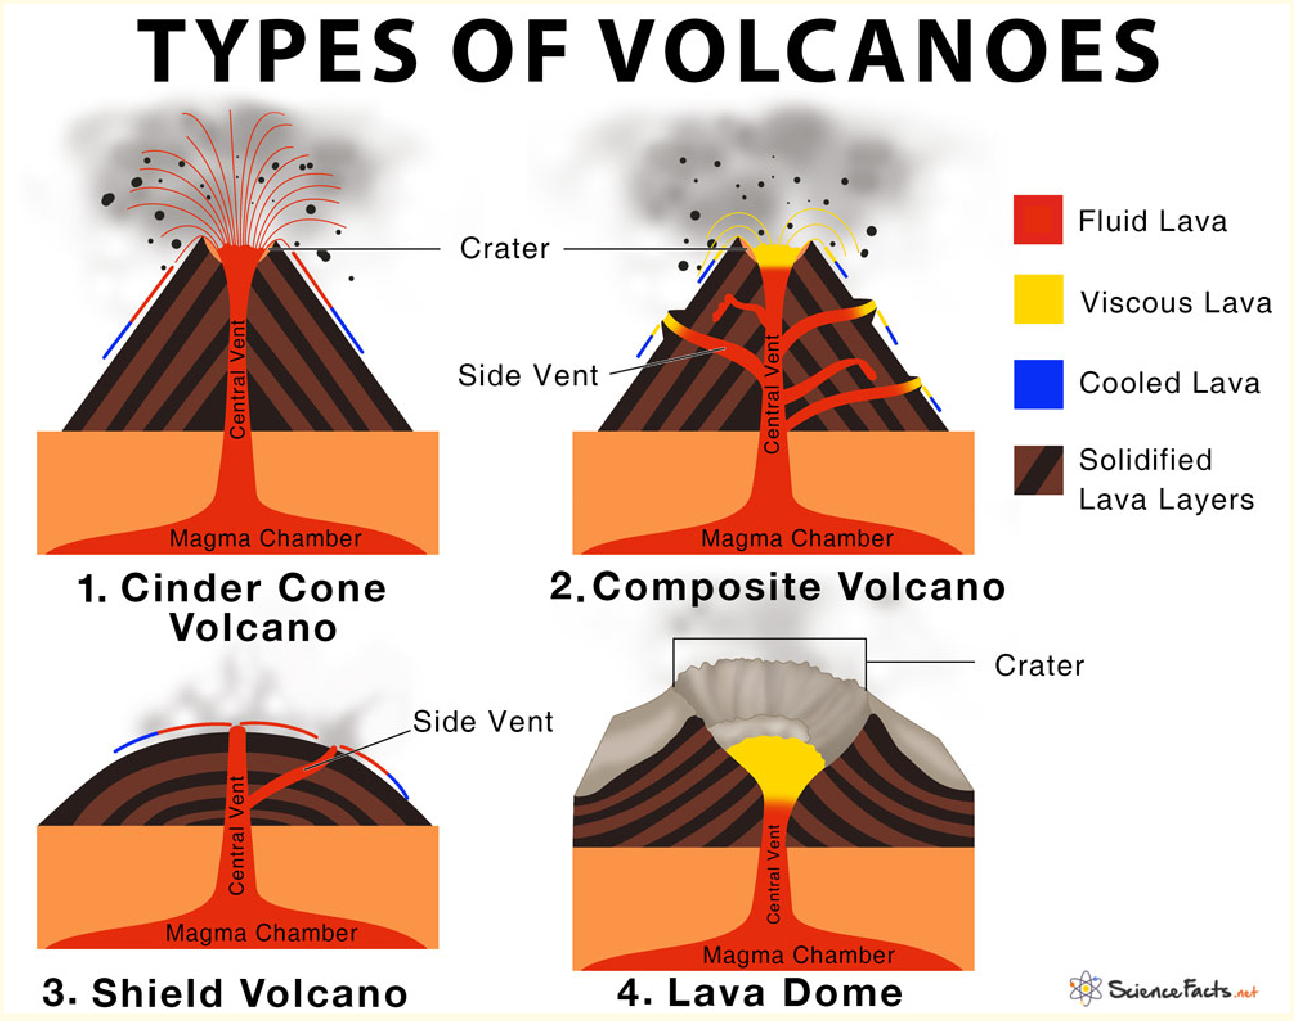 TYPES OF VOLCANOES
Crater
Side Vent
Central Vent
Magma Chamber
1. Cinder Cone
Volcano
Central Vent
Magma Chamber
2. Composite Volcano
Fluid Lava
Viscous Lava
Cooled Lava
Solidified
Lava Layers
Side Vent
Central Vent
Magma Chamber
3. Shield Volcano
Crater
Central Vent
Magma Chamber
4. Lava Dome
ScienceFacts.net